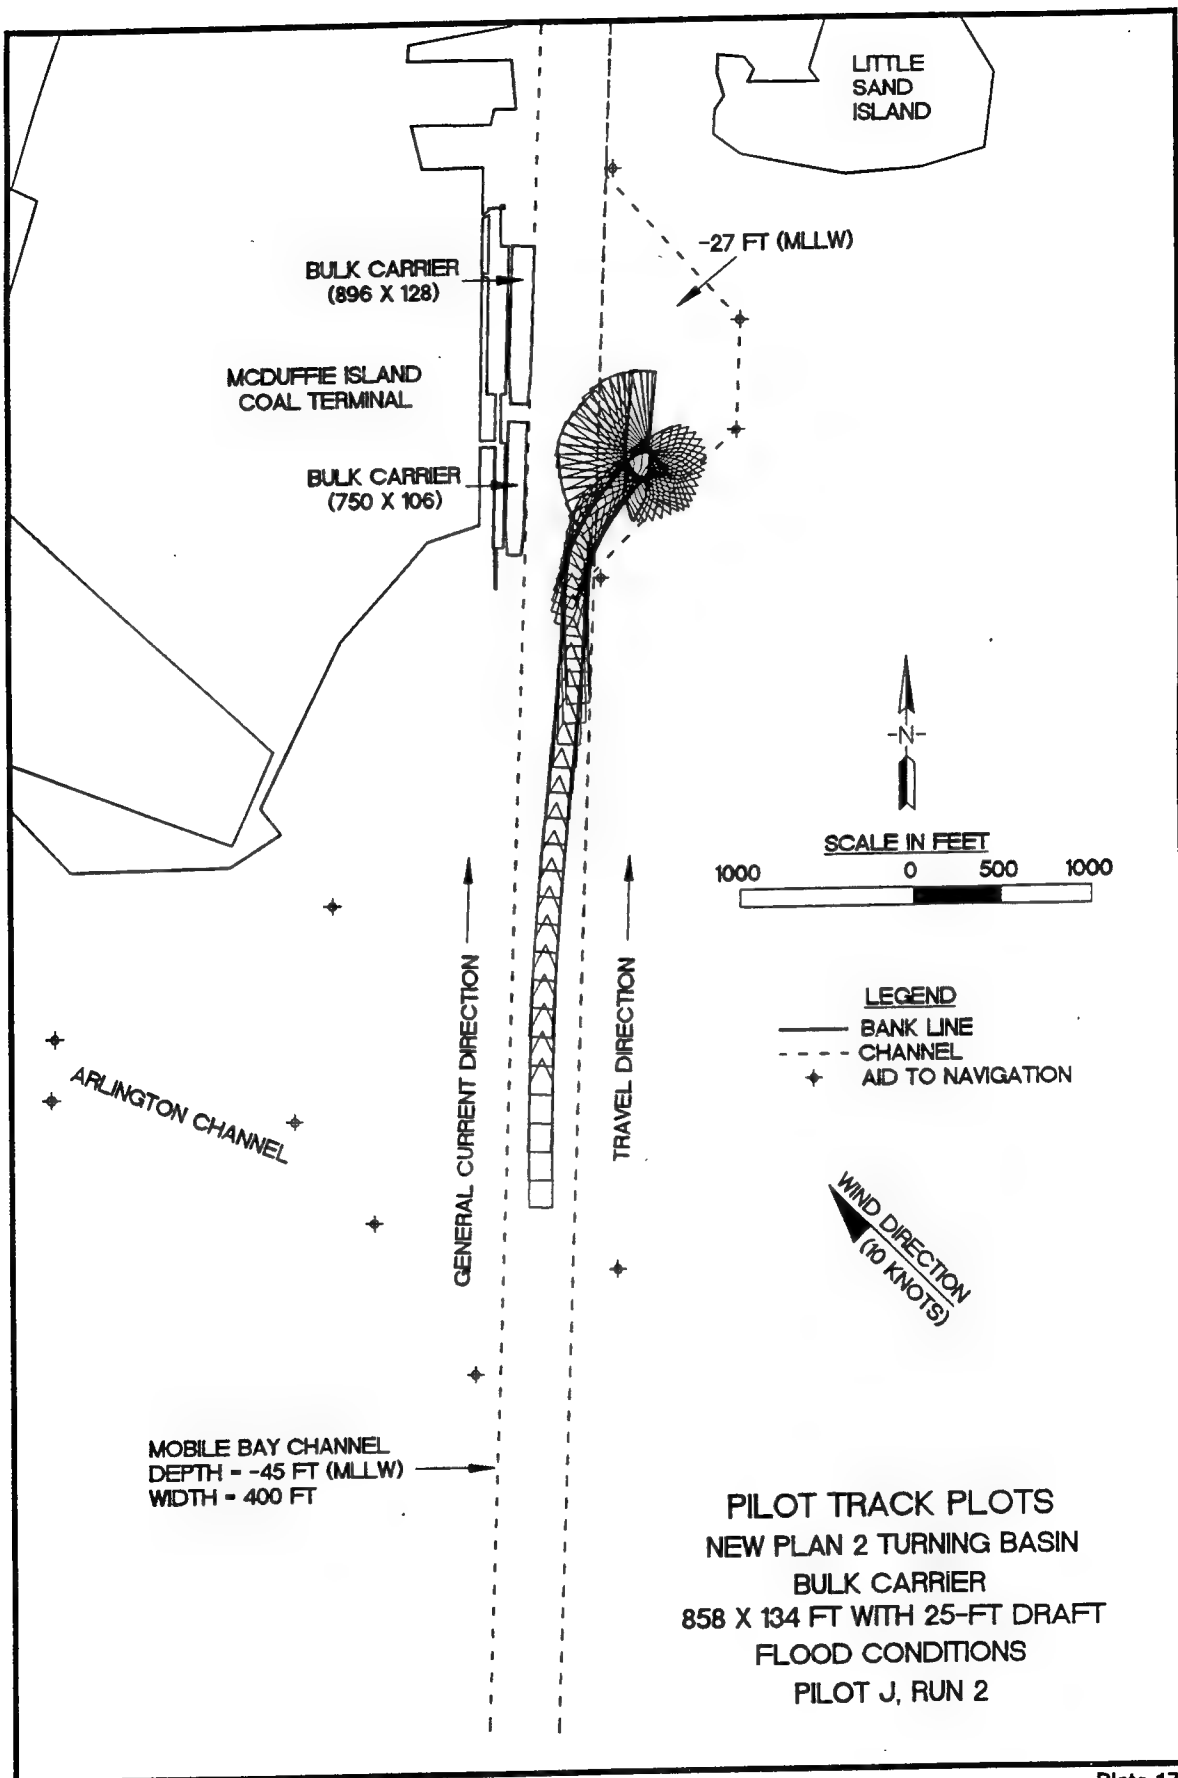 LITTLE
SAND
ISLAND
-27 FT (MLLW)
BULK CARRIER
(896 X 128)
MCDUFFIE ISLAND
COAL TERMINAL
BULK CARRIER
(750 X 106)
-N-
SCALE IN FEET
1000 0 500 1000
GENERAL CURRENT DIRECTION
TRAVEL DIRECTION
LEGEND
BANK LINE
CHANNEL
AID TO NAVIGATION
ARLINGTON CHANNEL
WIND DIRECTION
(10 KNOTS)
MOBILE BAY CHANNEL
DEPTH = -45 FT (MLLW)
WIDTH = 400 FT
PILOT TRACK PLOTS
NEW PLAN 2 TURNING BASIN
BULK CARRIER
858 X 134 FT WITH 25-FT DRAFT
FLOOD CONDITIONS
PILOT J, RUN 2